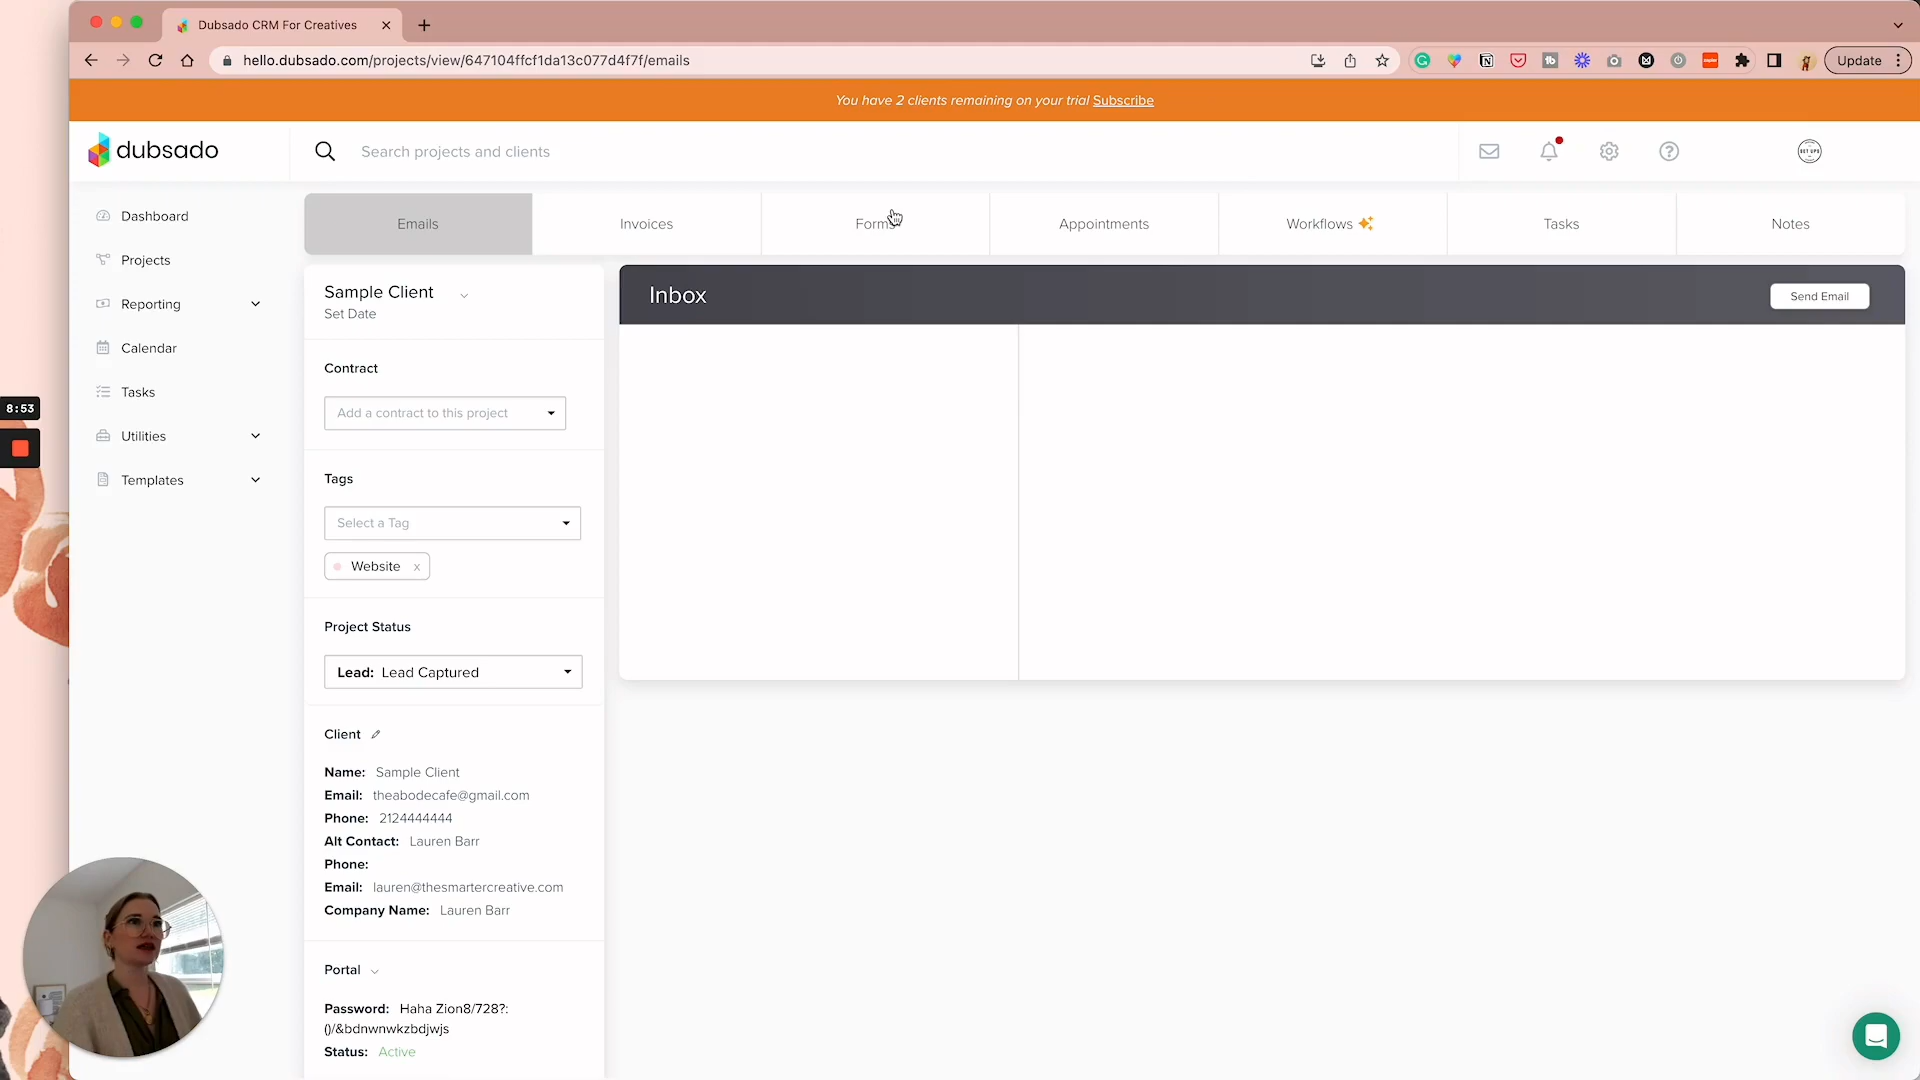 Dubsado CRM For Creatives
hello.dubsado.com/projects/view/647104ffcf1da13c077d4f7f/emails
Update
You have 2 clients remaining on your trial Subscribe
dubsado
Search projects and clients
Dashboard
Projects
Reporting
Calendar
Tasks
Utilities
Templates
8:53
Emails
Invoices
Forms
Appointments
Workflows
Tasks
Notes
Sample Client
Set Date
Contract
Add a contract to this project
Tags
Select a Tag
Website x
Project Status
Lead: Lead Captured
Client
Name: Sample Client
Email: theabodecafe@gmail.com
Phone: 2124444444
Alt Contact: Lauren Barr
Phone:
Email: lauren@thesmartercreative.com
Company Name: Lauren Barr
Portal
Password: Haha Zion8/728?:
()/&bdnwnwkzbdjwjs
Status: Active
Inbox
Send Email